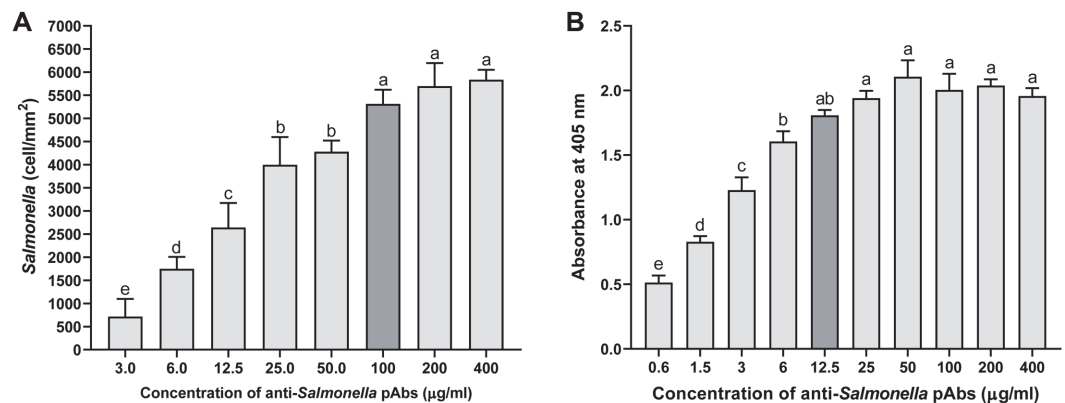 A
Salmonella (cell/mm²)
7000
6500
6000
5500
5000
4500
4000
3500
3000
2500
2000
1500
1000
500
0
e
d
c
b
b
a
a
a
3.0 6.0 12.5 25.0 50.0 100 200 400
Concentration of anti-Salmonella pAbs (μg/ml)
B
Absorbance at 405 nm
2.5
2.0
1.5
1.0
0.5
0.0
e
d
c
b
ab
a
a
a
a
a
0.6 1.5 3 6 12.5 25 50 100 200 400
Concentration of anti-Salmonella pAbs (μg/ml)